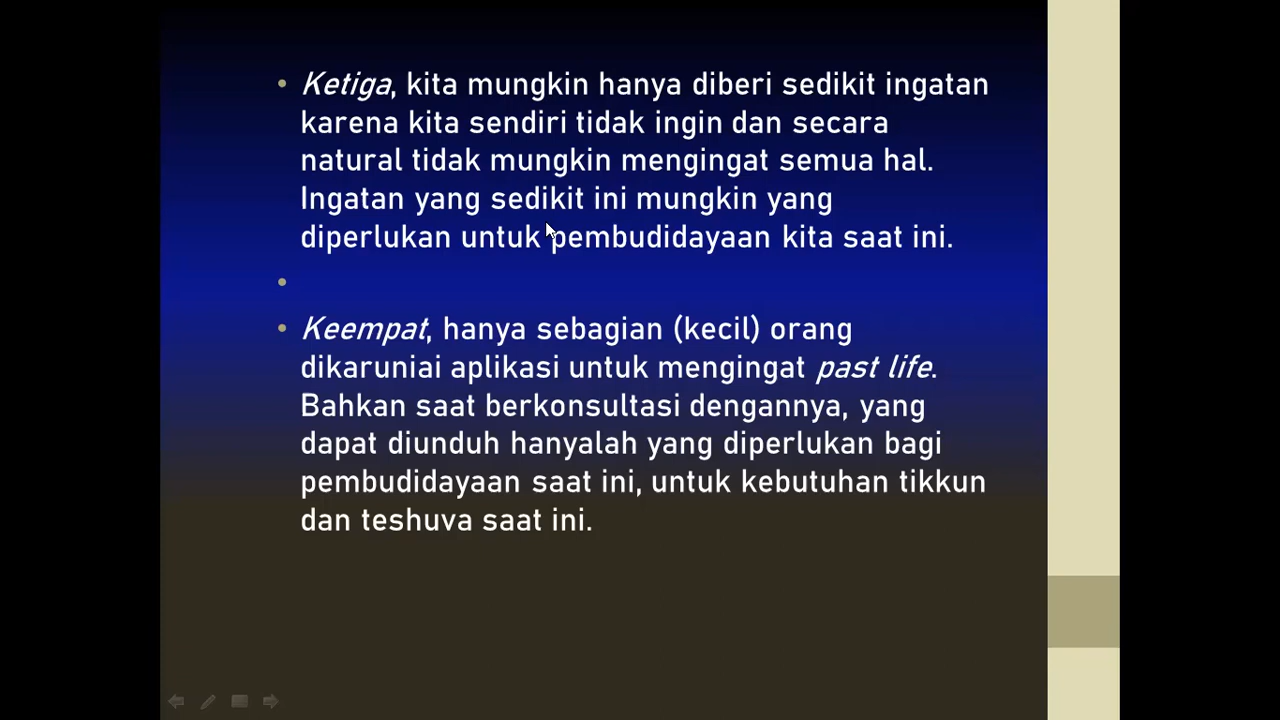 • Ketiga, kita mungkin hanya diberi sedikit ingatan
karena kita sendiri tidak ingin dan secara
natural tidak mungkin mengingat semua hal.
Ingatan yang sedikit ini mungkin yang
diperlukan untuk pembudidayaan kita saat ini.
•
• Keempat, hanya sebagian (kecil) orang
dikaruniai aplikasi untuk mengingat past life.
Bahkan saat berkonsultasi dengannya, yang
dapat diunduh hanyalah yang diperlukan bagi
pembudidayaan saat ini, untuk kebutuhan tikkun
dan teshuva saat ini.